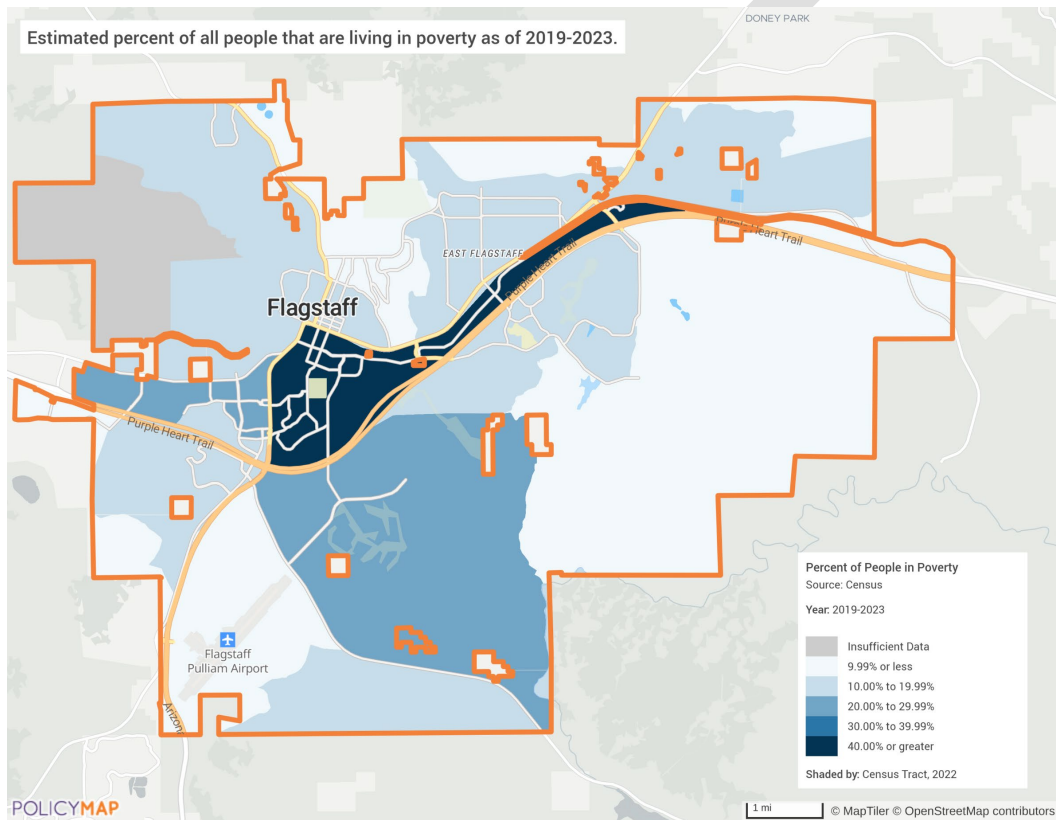 Estimated percent of all people that are living in poverty as of 2019-2023.
DONEY PARK
EAST FLAGSTAFF
Purple Heart Trail
Purple Heart Trail
Flagstaff
Purple Heart Trail
Flagstaff
Pulliam Airport
Arizona
Percent of People in Poverty
Source: Census
Year: 2019-2023
Insufficient Data
9.99% or less
10.00% to 19.99%
20.00% to 29.99%
30.00% to 39.99%
40.00% or greater
Shaded by: Census Tract, 2022
POLICYMAP
1 mi
© MapTiler © OpenStreetMap contributors